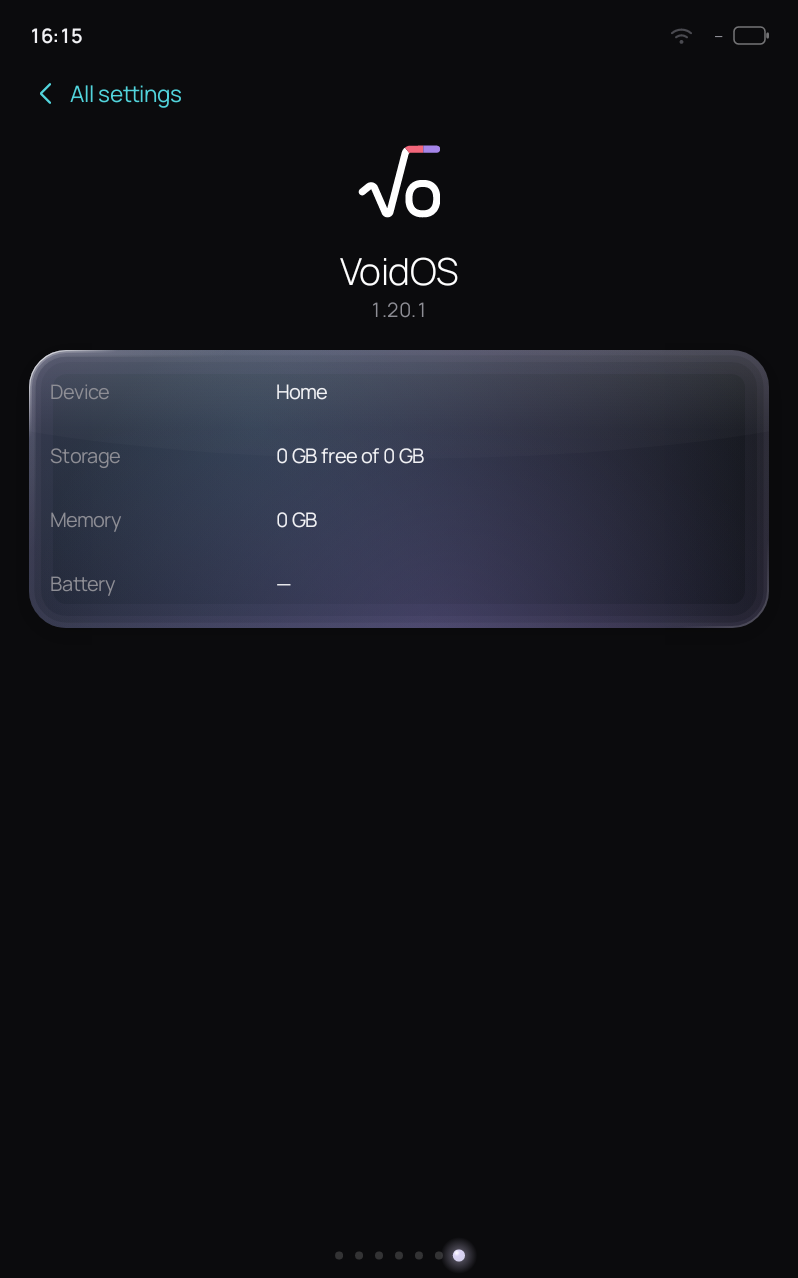 16:15
–
All settings
√o
VoidOS
1.20.1
Device Home
Storage 0 GB free of 0 GB
Memory 0 GB
Battery —